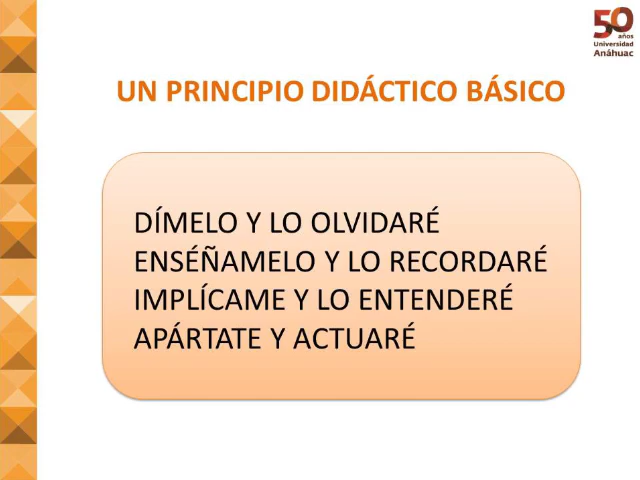 50
años
Universidad
Anáhuac
UN PRINCIPIO DIDÁCTICO BÁSICO
DÍMELO Y LO OLVIDARÉ
ENSÉÑAMELO Y LO RECORDARÉ
IMPLÍCAME Y LO ENTENDERÉ
APÁRTATE Y ACTUARÉ